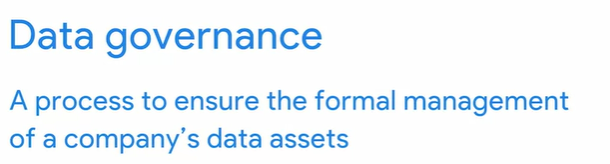 Data governance
A process to ensure the formal management
of a company's data assets